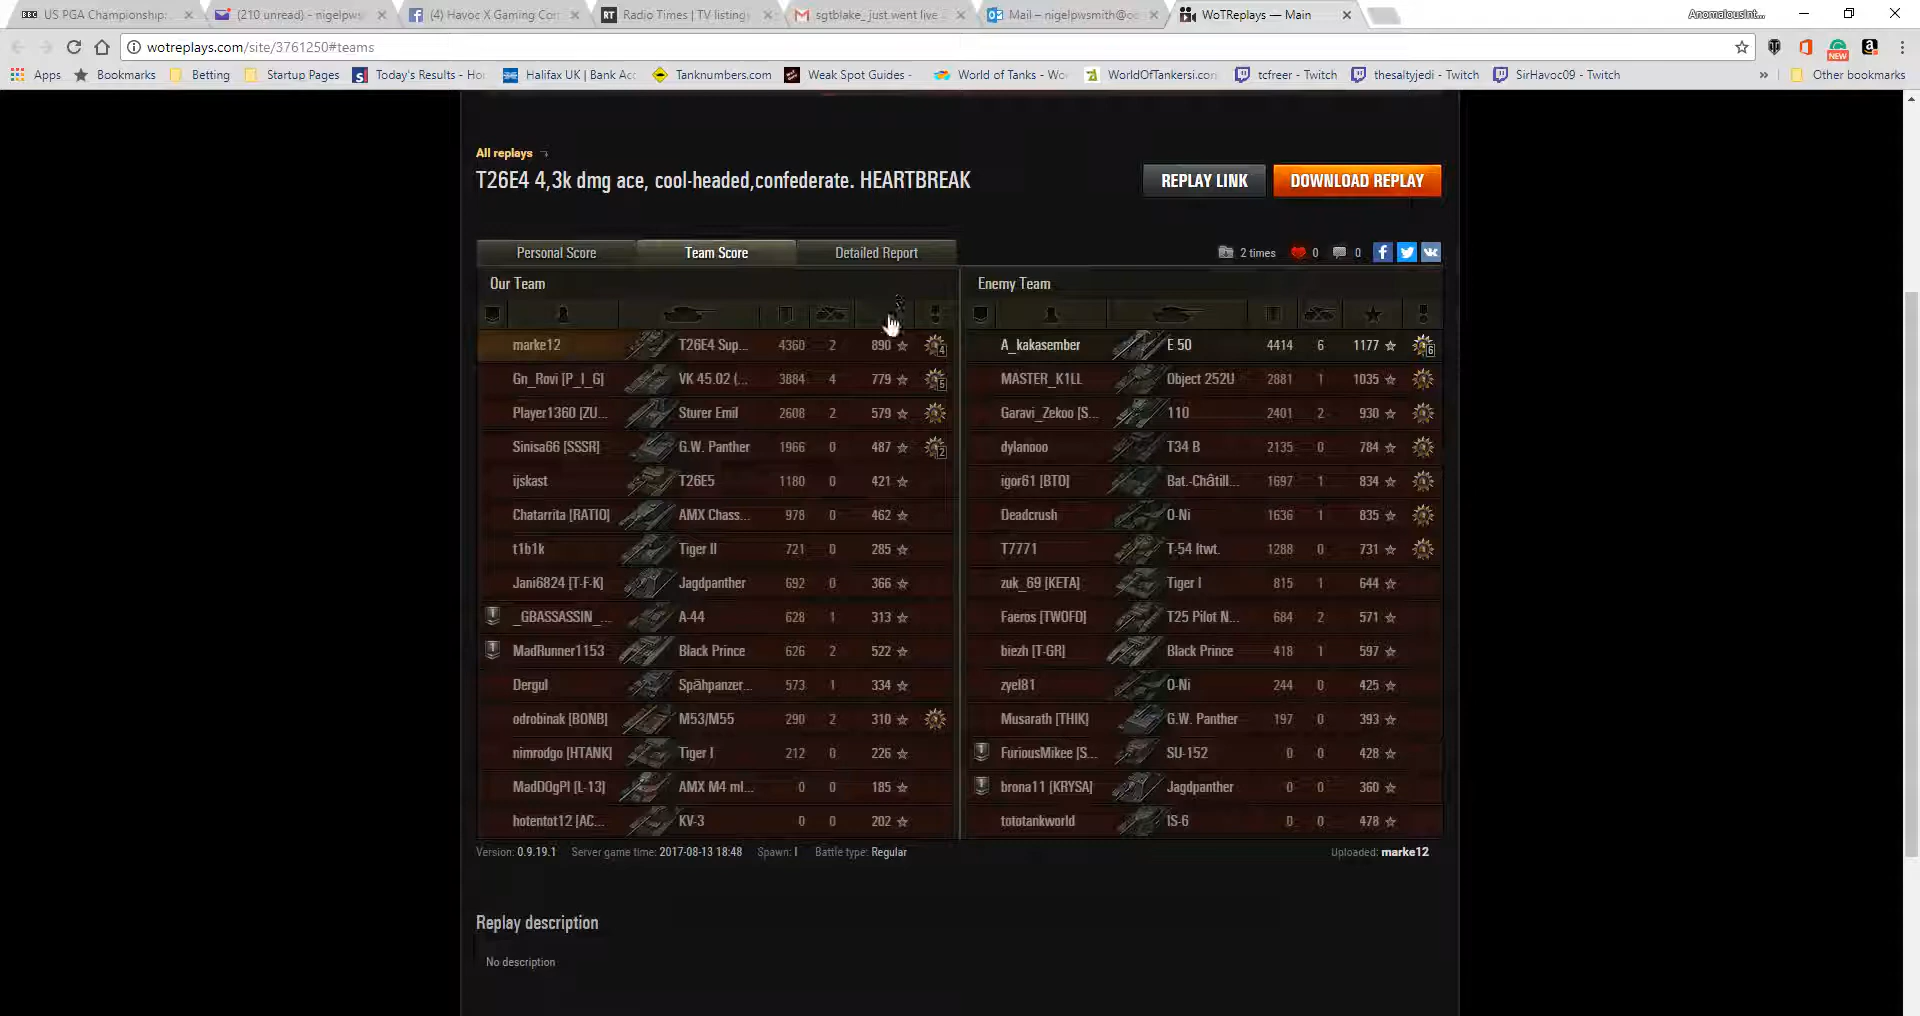 US PGA Championship:
(210 unread) - nigelpws
(4) Havoc X Gaming Con
Radio Times | TV listing
sgtblake_ just went live
Mail – nigelpwsmith@oc
WoTReplays — Main
AnomalousInt...
wotreplays.com/site/3761250#teams
Apps Bookmarks Betting Startup Pages Today's Results - Ho Halifax UK | Bank Acc Tanknumbers.com Weak Spot Guides - World of Tanks - Wo WorldOfTankersi.con tcfreer - Twitch thesaltyjedi - Twitch SirHavoc09 - Twitch » Other bookmarks
All replays
T26E4 4,3k dmg ace, cool-headed,confederate. HEARTBREAK
REPLAY LINK DOWNLOAD REPLAY
Personal Score Team Score Detailed Report 2 times 0 0
Our Team Enemy Team
marke12 T26E4 Sup... 4360 2 890 4 A_kakasember E 50 4414 6 1177 6
Gn_Rovi [P_I_G] VK 45.02 (... 3884 4 779 5 MASTER_K1LL Object 252U 2881 1 1035
Player1360 [ZU... Sturer Emil 2608 2 579 Garavi_Zekoo [S... 110 2401 2 930
Sinisa66 [SSSR] G.W. Panther 1966 0 487 2 dylanooo T34 B 2135 0 784
ijskast T26E5 1180 0 421 igor61 [BTO] Bat.-Châtill... 1697 1 834
Chatarrita [RATIO] AMX Chass... 978 0 462 Deadcrush O-Ni 1636 1 835
t1b1k Tiger II 721 0 285 T7771 T-54 ltwt. 1288 0 731
Jani6824 [T-F-K] Jagdpanther 692 0 366 zuk_69 [KETA] Tiger I 815 1 644
_GBASSASSIN_... A-44 628 1 313 Faeros [TWOFD] T25 Pilot N... 684 2 571
MadRunner1153 Black Prince 626 2 522 biezh [T-GR] Black Prince 418 1 597
Dergul Spähpanzer... 573 1 334 zyel81 O-Ni 244 0 425
odrobinak [BONB] M53/M55 290 2 310 Musarath [THIK] G.W. Panther 197 0 393
nimrodgo [HTANK] Tiger I 212 0 226 FuriousMikee [S... SU-152 0 0 428
MadDOgPl [L-13] AMX M4 ml... 0 0 185 brona11 [KRYSA] Jagdpanther 0 0 360
hotentot12 [AC... KV-3 0 0 202 tototankworld IS-6 0 0 478
Version: 0.9.19.1 Server game time: 2017-08-13 18:48 Spawn: I Battle type: Regular Uploaded: marke12
Replay description
No description